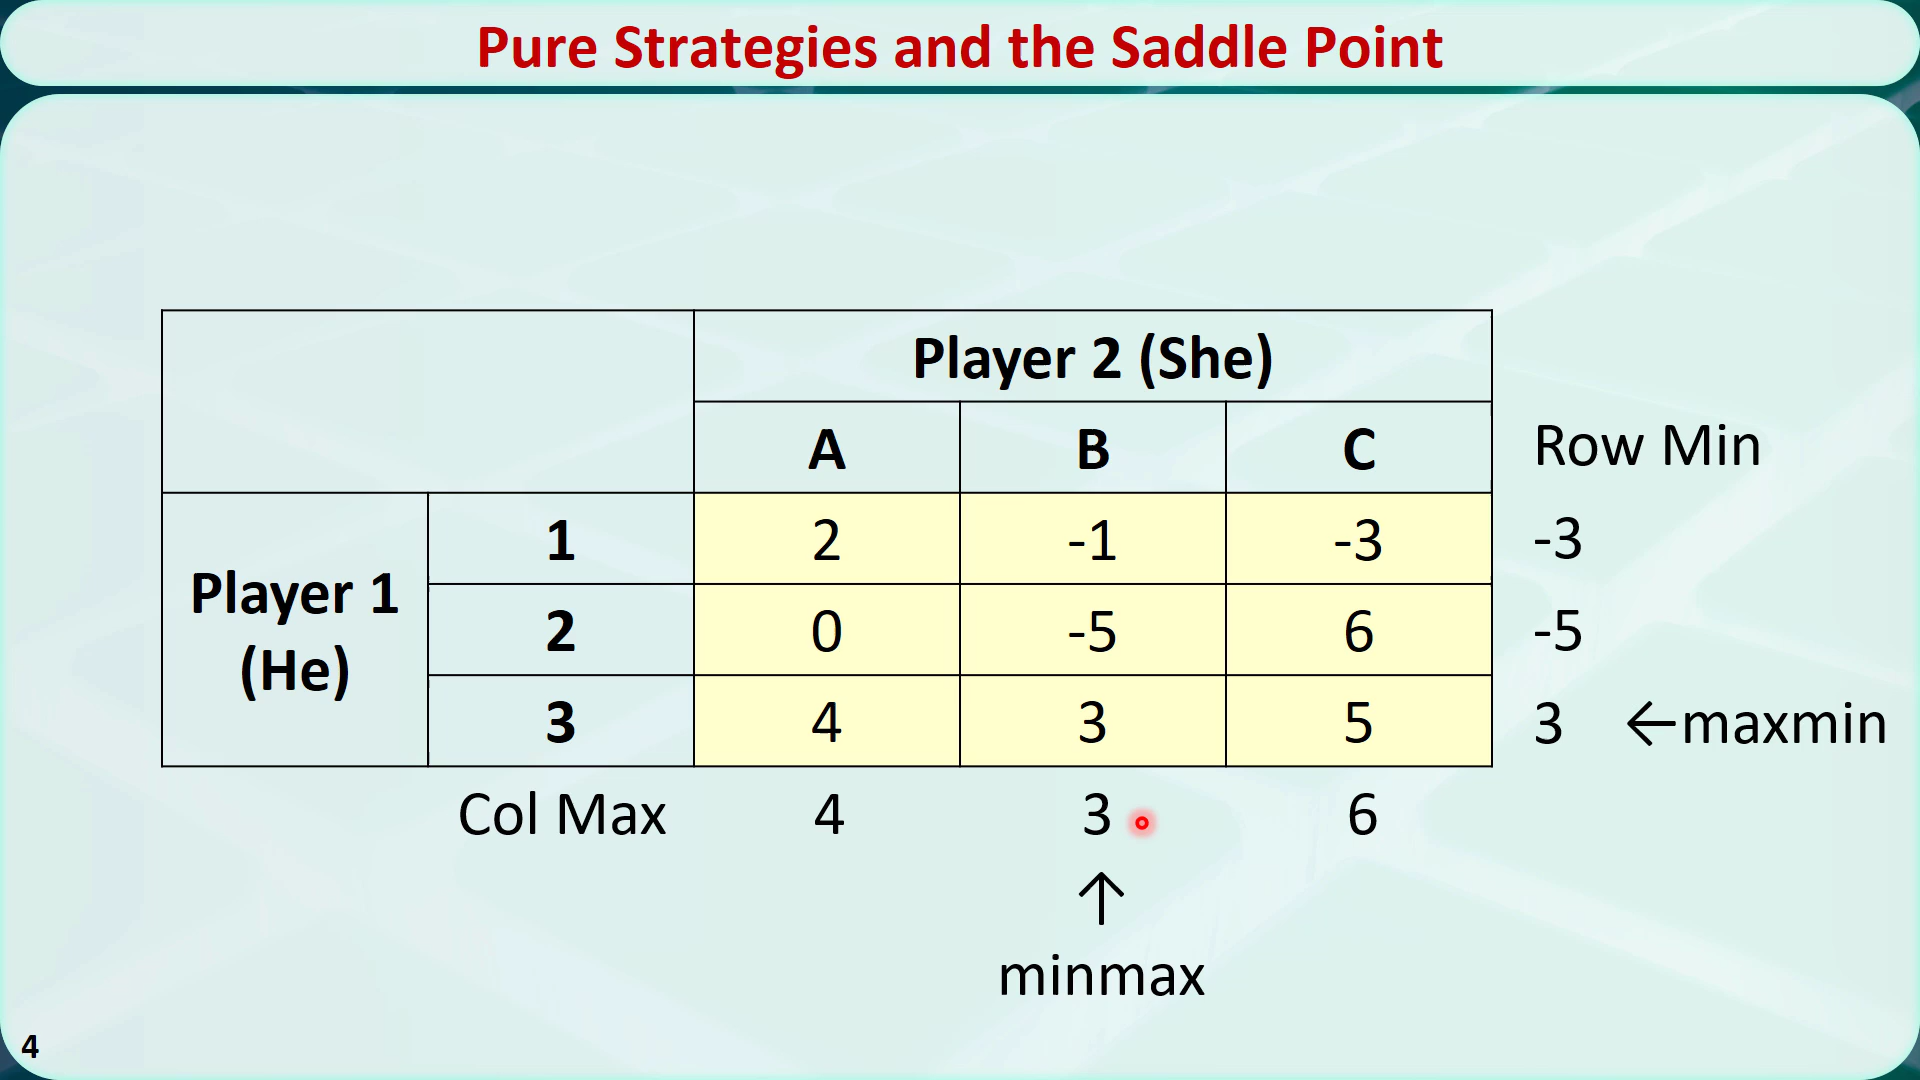 Pure Strategies and the Saddle Point
Player 2 (She)
A B C Row Min
Player 1
(He)
1 2 -1 -3 -3
2 0 -5 6 -5
3 4 3 5 3 ←maxmin
Col Max 4 3 6
↑
minmax
4